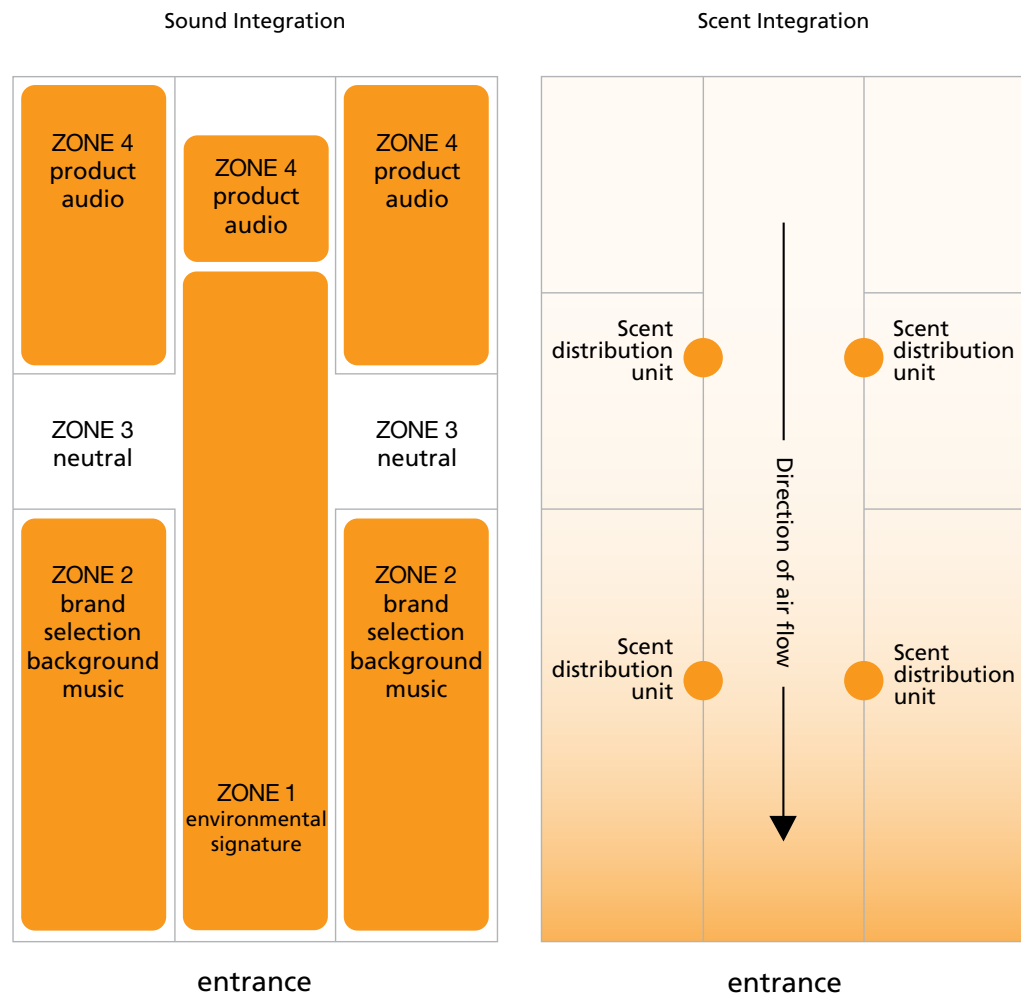 Sound Integration
ZONE 4
product
audio
ZONE 4
product
audio
ZONE 4
product
audio
ZONE 3
neutral
ZONE 3
neutral
ZONE 2
brand
selection
background
music
ZONE 2
brand
selection
background
music
ZONE 1
environmental
signature
entrance
Scent Integration
Scent
distribution
unit
Scent
distribution
unit
Direction of air flow
Scent
distribution
unit
Scent
distribution
unit
entrance